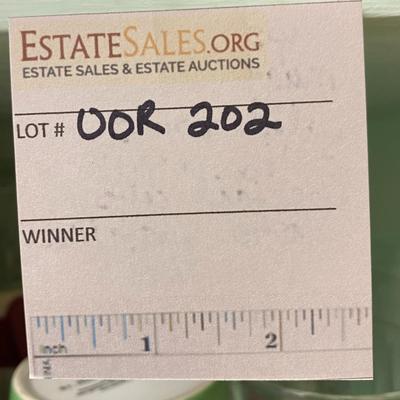 ESTATESALES.ORG
ESTATE SALES & ESTATE AUCTIONS
LOT # OOR 202
WINNER
inch 1 2